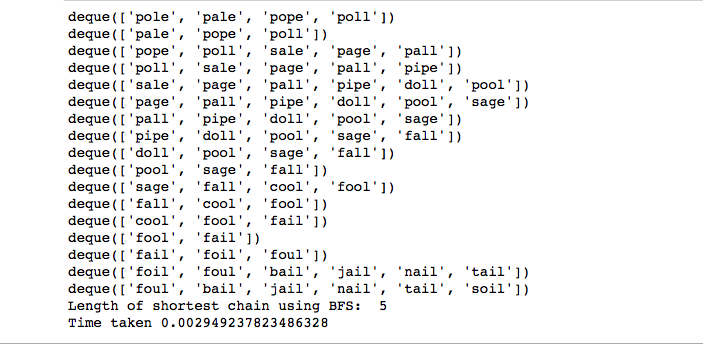 deque(['pole', 'pale', 'pope', 'poll'])
deque(['pale', 'pope', 'poll'])
deque(['pope', 'poll', 'sale', 'page', 'pall'])
deque(['poll', 'sale', 'page', 'pall', 'pipe'])
deque(['sale', 'page', 'pall', 'pipe', 'doll', 'pool'])
deque(['page', 'pall', 'pipe', 'doll', 'pool', 'sage'])
deque(['pall', 'pipe', 'doll', 'pool', 'sage'])
deque(['pipe', 'doll', 'pool', 'sage', 'fall'])
deque(['doll', 'pool', 'sage', 'fall'])
deque(['pool', 'sage', 'fall'])
deque(['sage', 'fall', 'cool', 'fool'])
deque(['fall', 'cool', 'fool'])
deque(['cool', 'fool', 'fail'])
deque(['fool', 'fail'])
deque(['fail', 'foil', 'foul'])
deque(['foil', 'foul', 'bail', 'jail', 'nail', 'tail'])
deque(['foul', 'bail', 'jail', 'nail', 'tail', 'soil'])
Length of shortest chain using BFS:  5
Time taken 0.002949237823486328